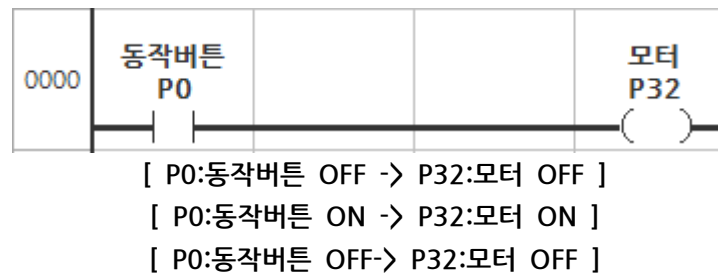 동작버튼 모터
0000 P0 P32
[ P0:동작버튼 OFF -> P32:모터 OFF ]
[ P0:동작버튼 ON -> P32:모터 ON ]
[ P0:동작버튼 OFF-> P32:모터 OFF ]